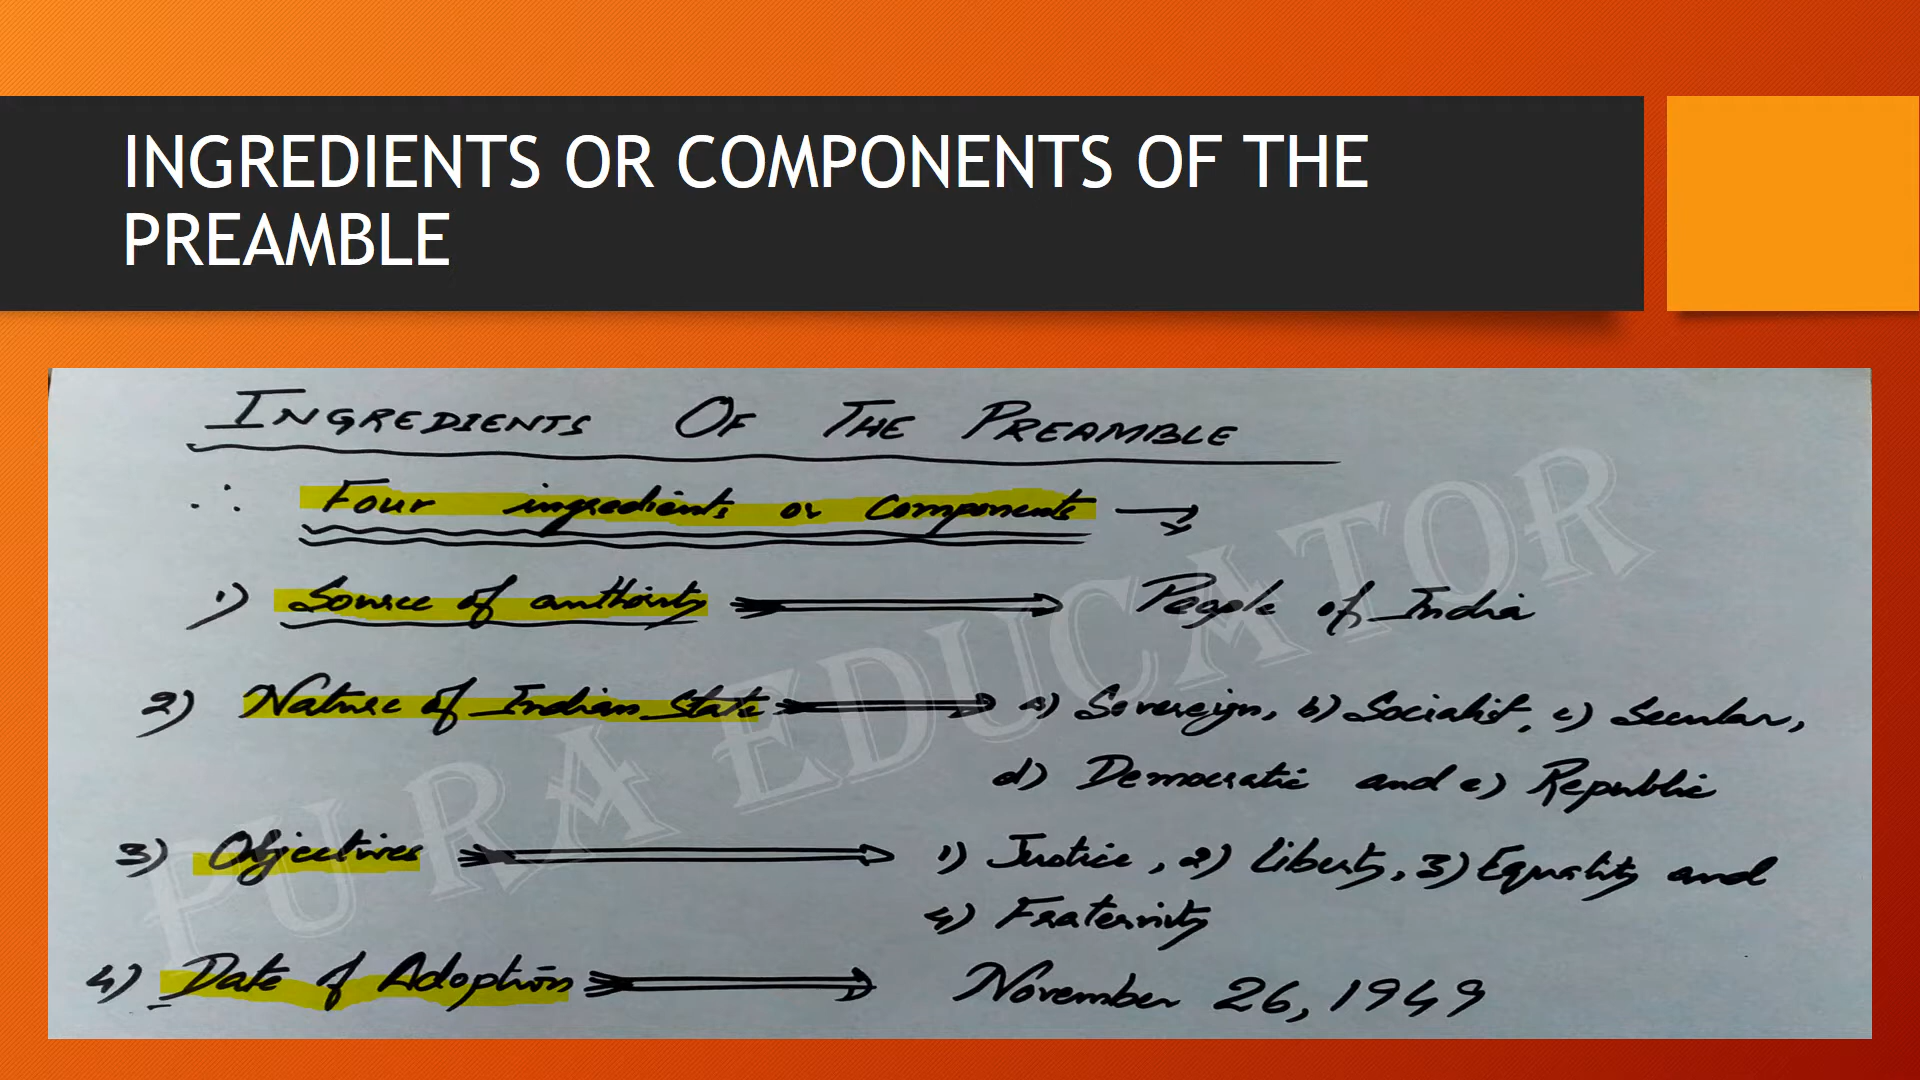 INGREDIENTS OR COMPONENTS OF THE
PREAMBLE
INGREDIENTS OF THE PREAMBLE
∴ Four ingredients or Components →
1) Source of authority ⟹ People of India
2) Nature of Indian State ⟹ a) Sovereign, b) Socialist, c) Secular,
d) Democratic and e) Republic
3) Objectives ⟹ 1) Justice, 2) Liberty, 3) Equality and
4) Fraternity
4) Date of Adoption ⟹ November 26, 1949
PURA EDUCATOR